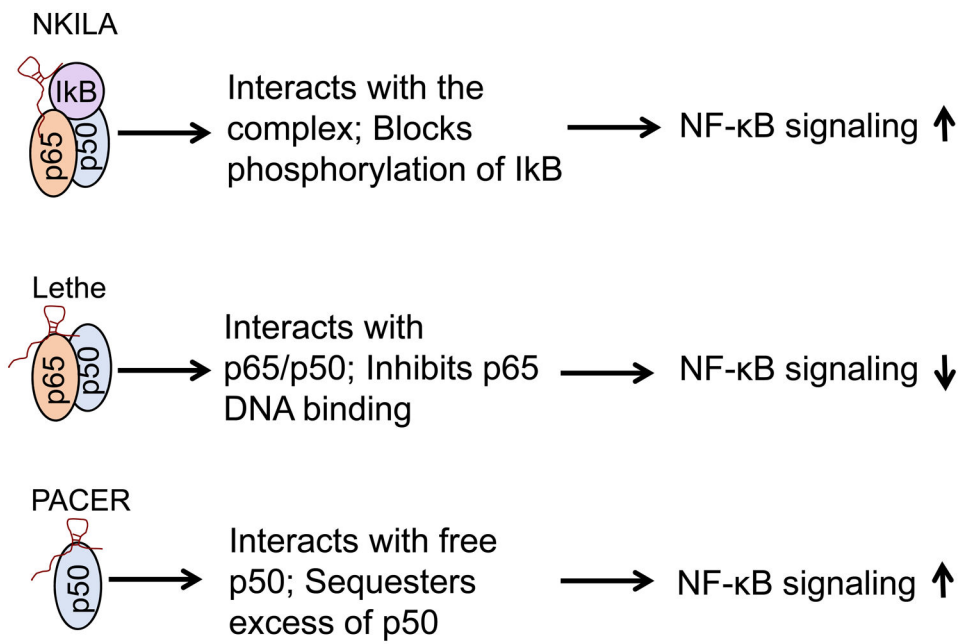 NKILA
IkB
p65
p50
Interacts with the
complex; Blocks
phosphorylation of IkB
NF-κB signaling
Lethe
p65
p50
Interacts with
p65/p50; Inhibits p65
DNA binding
NF-κB signaling
PACER
p50
Interacts with free
p50; Sequesters
excess of p50
NF-κB signaling